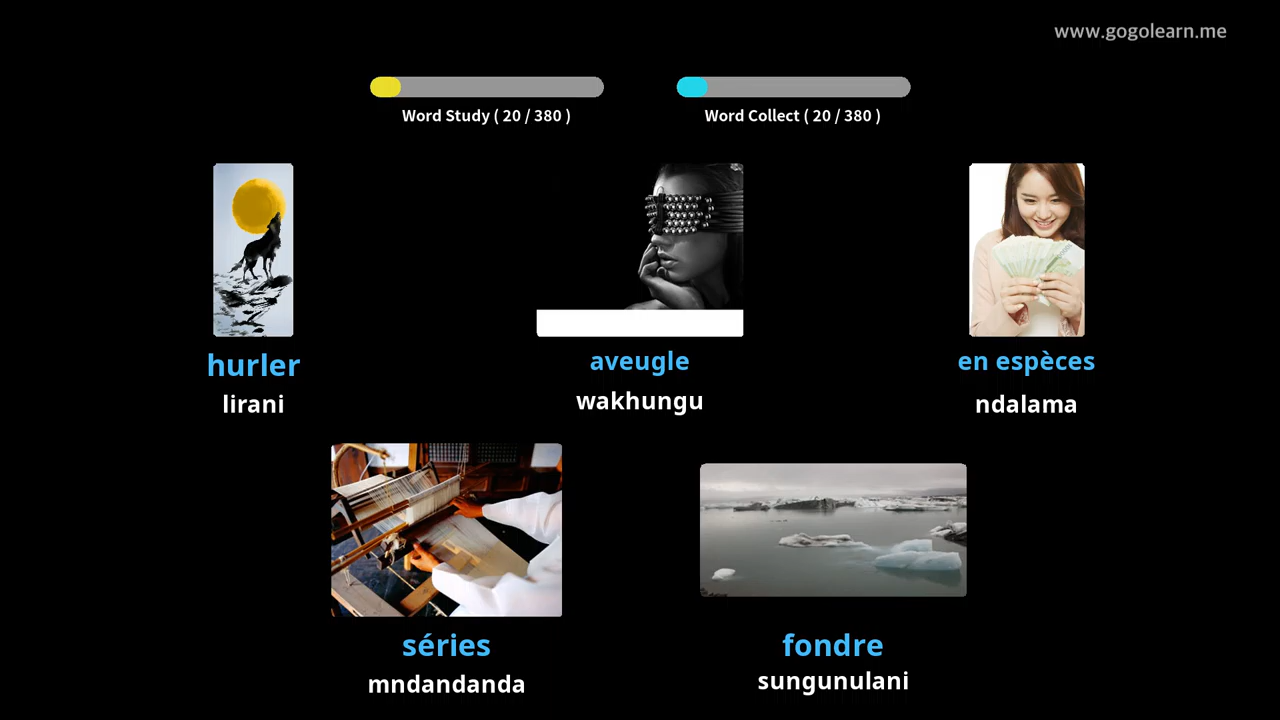 www.gogolearn.me
Word Study ( 20 / 380 )
Word Collect ( 20 / 380 )
hurler
lirani
aveugle
wakhungu
en espèces
ndalama
séries
mndandanda
fondre
sungunulani